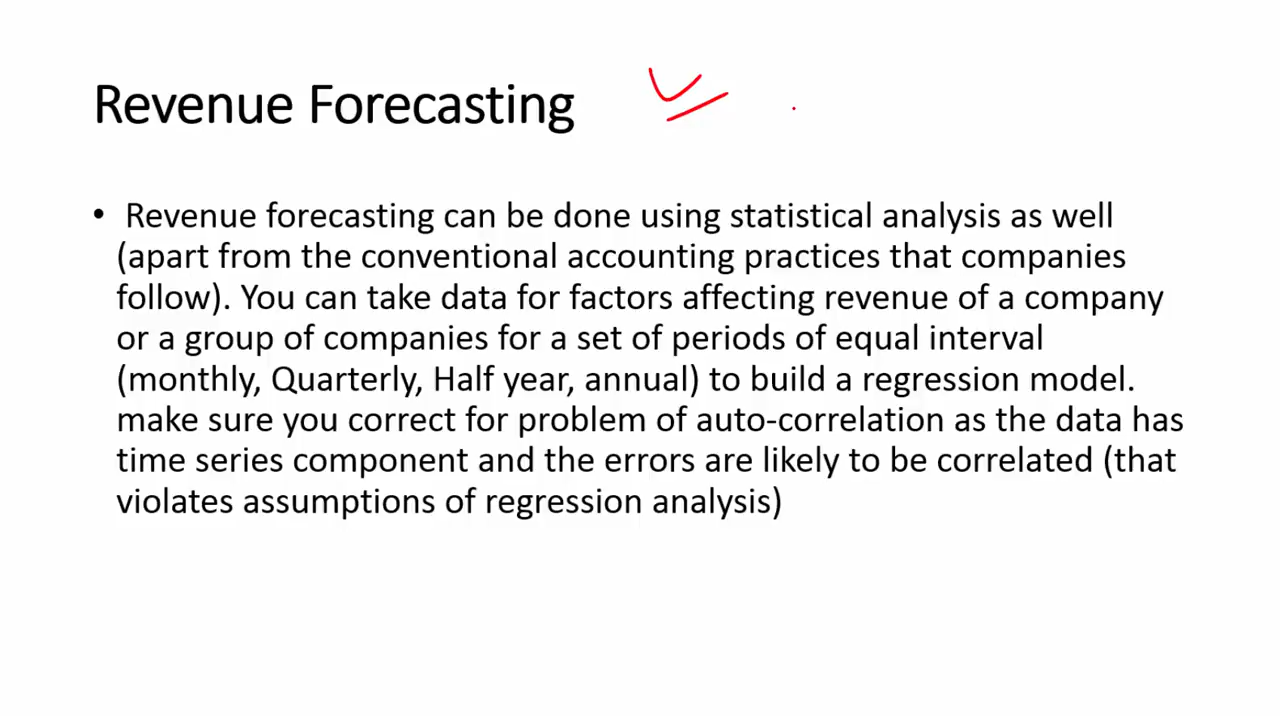 Revenue Forecasting
• Revenue forecasting can be done using statistical analysis as well
(apart from the conventional accounting practices that companies
follow). You can take data for factors affecting revenue of a company
or a group of companies for a set of periods of equal interval
(monthly, Quarterly, Half year, annual) to build a regression model.
make sure you correct for problem of auto-correlation as the data has
time series component and the errors are likely to be correlated (that
violates assumptions of regression analysis)